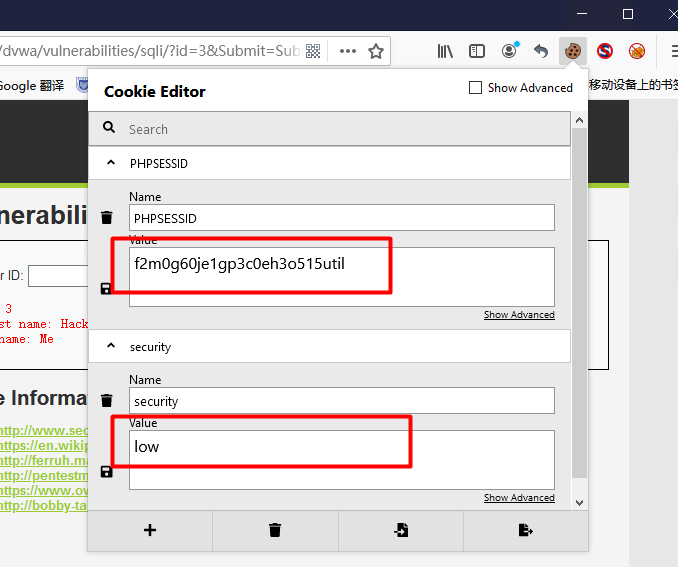 /dvwa/vulnerabilities/sqli/?id=3&Submit=Sub
Google 翻译
移动设备上的书签
Cookie Editor
Show Advanced
Search
PHPSESSID
Name
PHPSESSID
Value
f2m0g60je1gp3c0eh3o515util
Show Advanced
security
Name
security
Value
low
Show Advanced
nerabili
r ID:
3
st name: Hack
name: Me
e Informa
http://www.sec
https://en.wikip
http://ferruh.ma
http://pentestm
https://www.ov
http://bobby-ta